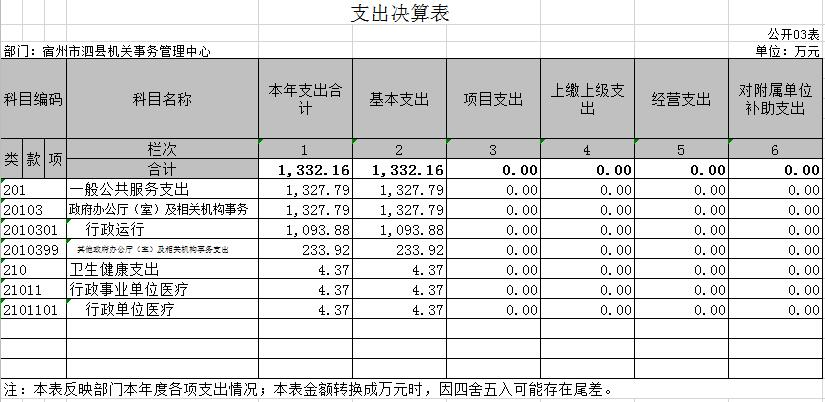 支出决算表
公开03表
部门：宿州市泗县机关事务管理中心 单位：万元
科目编码 科目名称 本年支出合计 基本支出 项目支出 上缴上级支出 经营支出 对附属单位补助支出
类 款 项 栏次 1 2 3 4 5 6
合计 1,332.16 1,332.16 0.00 0.00 0.00 0.00
201 一般公共服务支出 1,327.79 1,327.79 0.00 0.00 0.00 0.00
20103 政府办公厅（室）及相关机构事务 1,327.79 1,327.79 0.00 0.00 0.00 0.00
2010301 行政运行 1,093.88 1,093.88 0.00 0.00 0.00 0.00
2010399 其他政府办公厅（室）及相关机构事务支出 233.92 233.92 0.00 0.00 0.00 0.00
210 卫生健康支出 4.37 4.37 0.00 0.00 0.00 0.00
21011 行政事业单位医疗 4.37 4.37 0.00 0.00 0.00 0.00
2101101 行政单位医疗 4.37 4.37 0.00 0.00 0.00 0.00
注：本表反映部门本年度各项支出情况；本表金额转换成万元时，因四舍五入可能存在尾差。